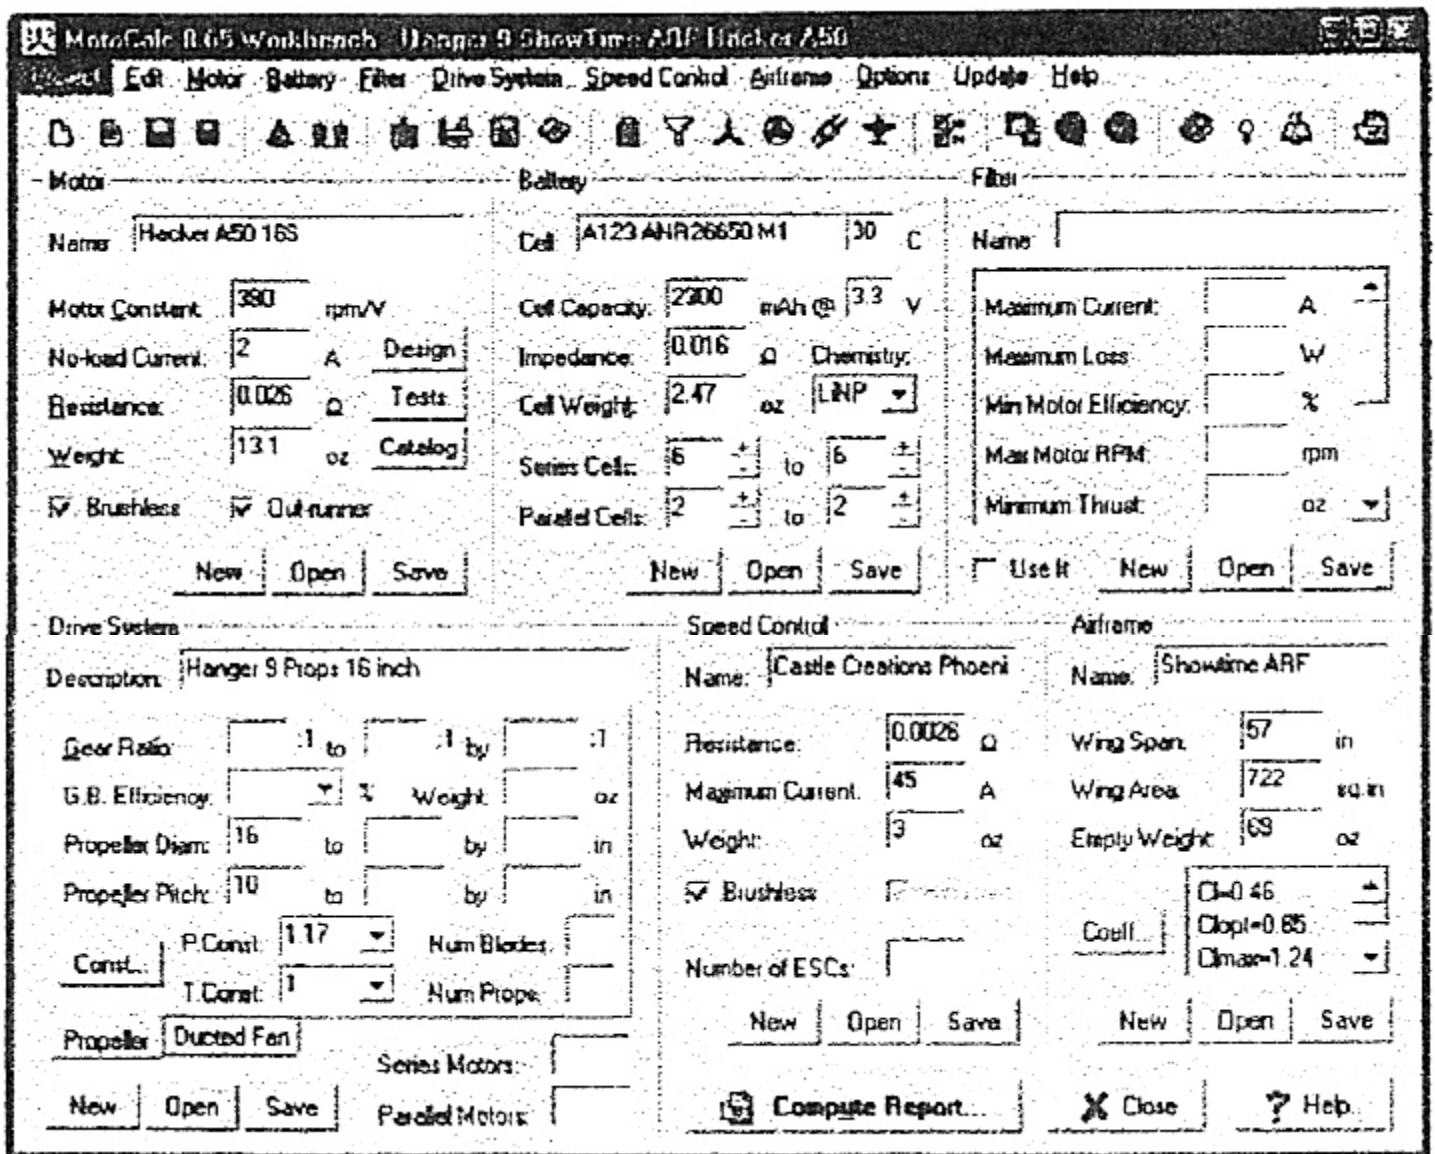 MotoCalc 8.05 Workbench - Hanger 9 ShowTime ARF Hacker A50
Edit Motor Battery Filter Drive System Speed Control Airframe Options Update Help
Motor
Name: Hacker A50 16S
Motor Constant: 380 rpm/V
No-load Current: 2 A Design
Resistance: 0.026 Ω Tests
Weight: 13.1 oz Catalog
Brushless Out-runner
New Open Save
Battery
Cell: A123 ANR26650 M1 30 C
Cell Capacity: 2300 mAh @ 3.3 V
Impedance: 0.016 Ω Chemistry:
Cell Weight: 2.47 oz LiNP
Series Cells: 6 to 6
Parallel Cells: 2 to 2
New Open Save
Filter
Name:
Maximum Current: A
Maximum Loss: W
Min Motor Efficiency: %
Max Motor RPM: rpm
Minimum Thrust: oz
Use It New Open Save
Drive System
Description: Hanger 9 Props 16 inch
Gear Ratio: :1 to :1 by :1
G.B. Efficiency: % Weight: oz
Propeller Diam: 16 to by in
Propeller Pitch: 10 to by in
Const... P.Const: 1.17 Num Blades:
T.Const: 1 Num Props:
Propeller Ducted Fan
Series Motors:
Parallel Motors:
New Open Save
Speed Control
Name: Castle Creations Phoeni
Resistance: 0.0026 Ω
Maximum Current: 45 A
Weight: 3 oz
Brushless
Number of ESCs:
New Open Save
Airframe
Name: Showtime ARF
Wing Span: 57 in
Wing Area: 722 sq.in
Empty Weight: 69 oz
Coeff... Cl=0.46
Clopt=0.65
Clmax=1.24
New Open Save
Compute Report... Close Help